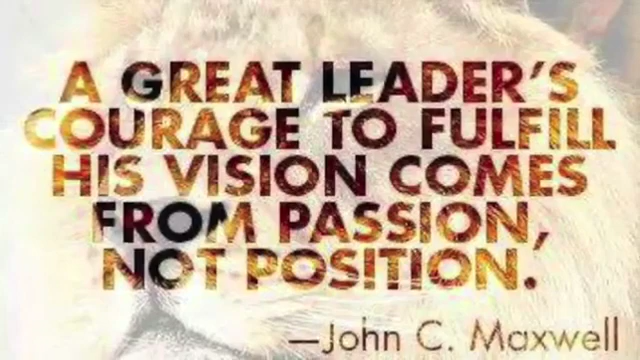 A GREAT LEADER'S
COURAGE TO FULFILL
HIS VISION COMES
FROM PASSION,
NOT POSITION.
—John C. Maxwell